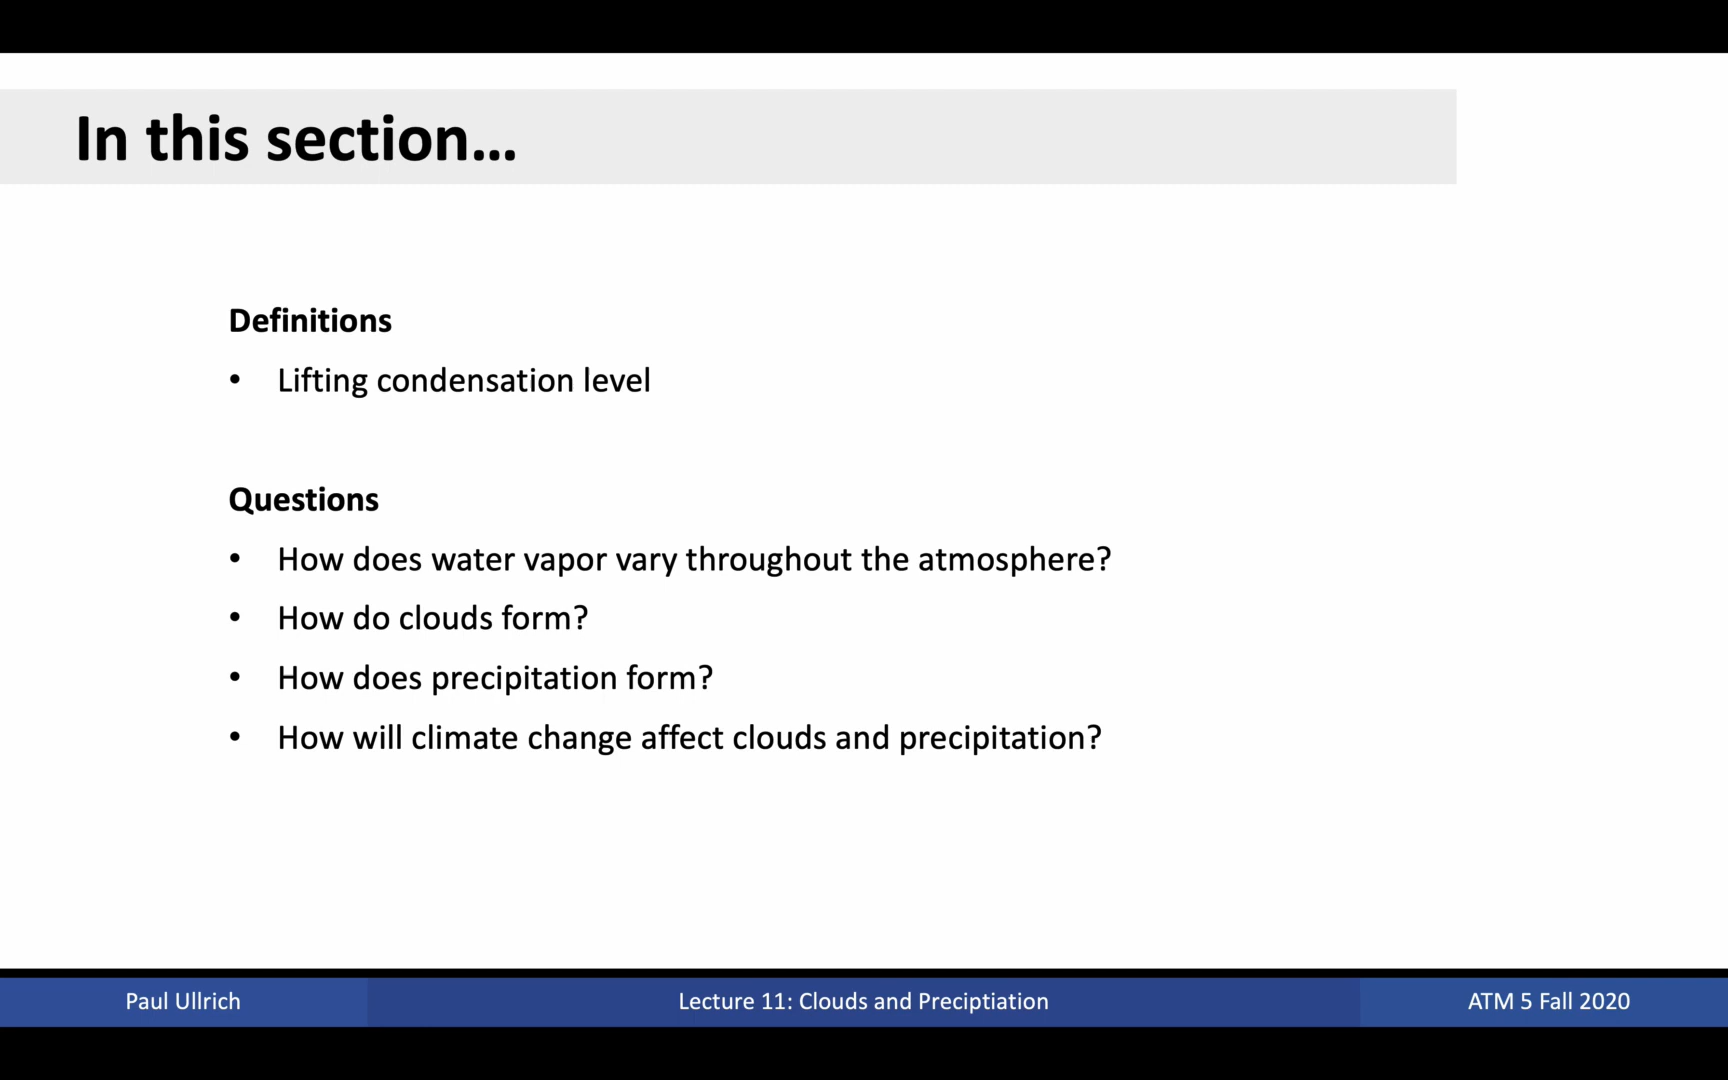 In this section...
Definitions
• Lifting condensation level
Questions
• How does water vapor vary throughout the atmosphere?
• How do clouds form?
• How does precipitation form?
• How will climate change affect clouds and precipitation?
Paul Ullrich
Lecture 11: Clouds and Preciptiation
ATM 5 Fall 2020